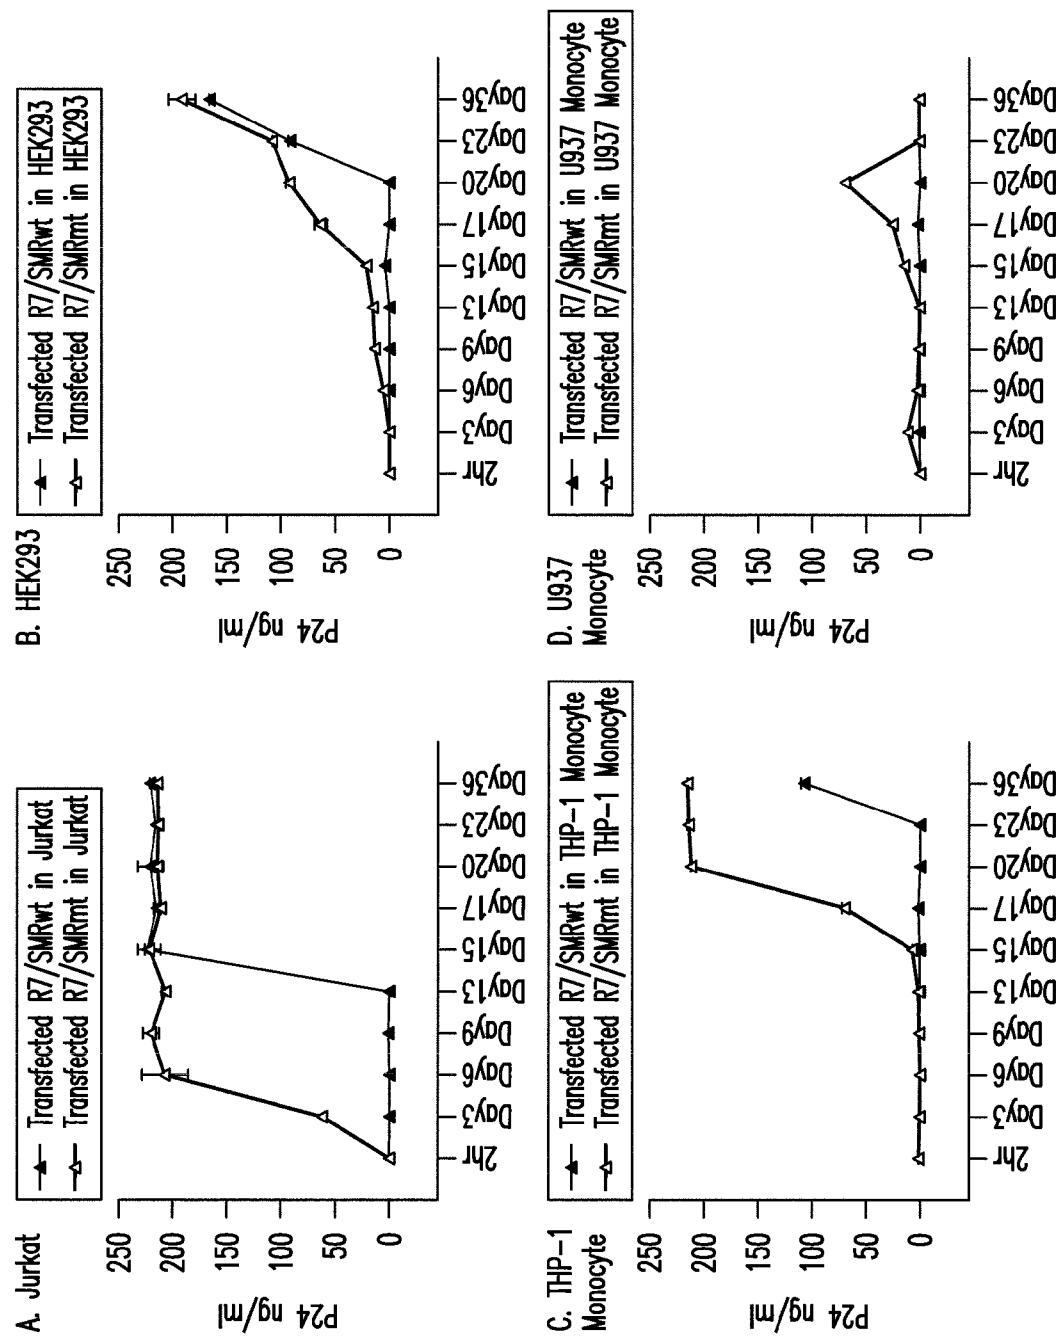 A. Jurkat
Transfected R7/SMRwt in Jurkat
Transfected R7/SMRmt in Jurkat
P24 ng/ml
250
200
150
100
50
0
2hr
Day3
Day6
Day9
Day13
Day15
Day17
Day20
Day23
Day36
B. HEK293
Transfected R7/SMRwt in HEK293
Transfected R7/SMRmt in HEK293
P24 ng/ml
250
200
150
100
50
0
2hr
Day3
Day6
Day9
Day13
Day15
Day17
Day20
Day23
Day36
C. THP-1
Monocyte
Transfected R7/SMRwt in THP-1 Monocyte
Transfected R7/SMRmt in THP-1 Monocyte
P24 ng/ml
250
200
150
100
50
0
2hr
Day3
Day6
Day9
Day13
Day15
Day17
Day20
Day23
Day36
D. U937
Monocyte
Transfected R7/SMRwt in U937 Monocyte
Transfected R7/SMRmt in U937 Monocyte
P24 ng/ml
250
200
150
100
50
0
2hr
Day3
Day6
Day9
Day13
Day15
Day17
Day20
Day23
Day36